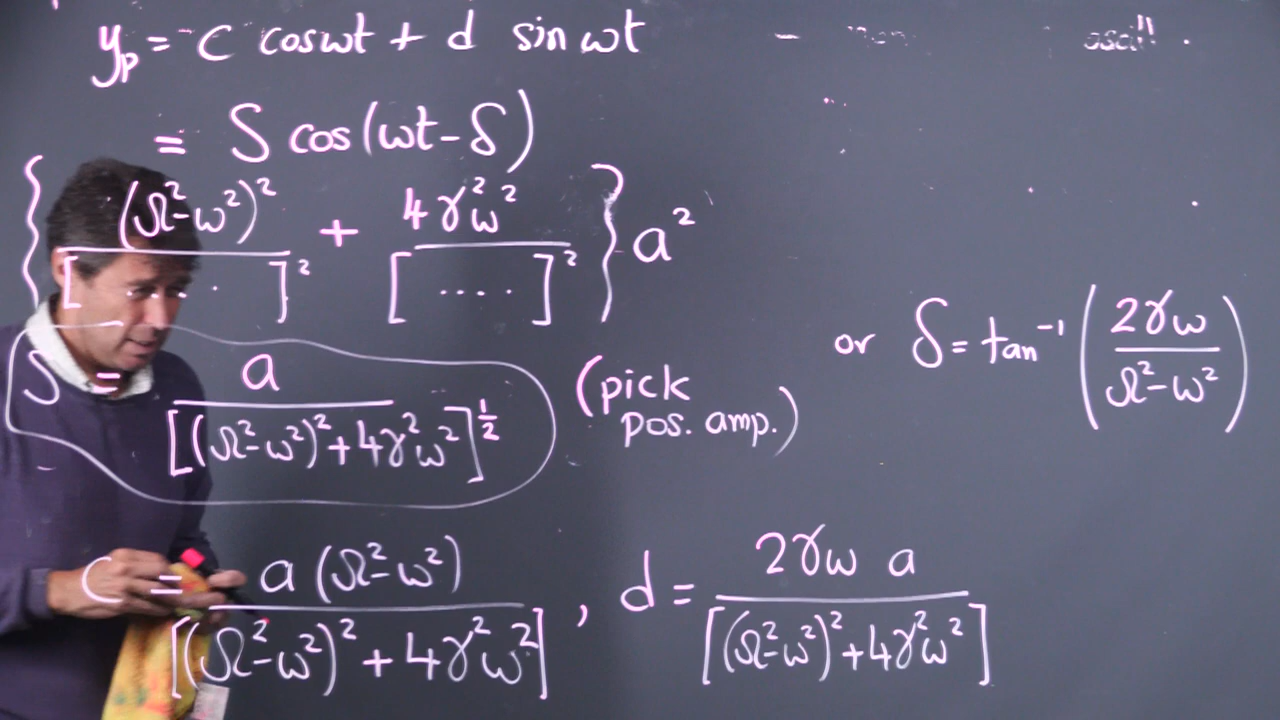 y_p = c cos ωt + d sin ωt
oscill.
= S cos(ωt - δ)
{ (Ω² - ω²)² / [....]² + 4γ²ω² / [....]² } a²
S = a / [(Ω² - ω²)² + 4γ²ω²]^{1/2}
(pick
pos. amp.)
or δ = tan⁻¹ ( 2γω / (Ω² - ω²) )
c = a (Ω² - ω²) / [(Ω² - ω²)² + 4γ²ω²] , d = 2γω a / [(Ω² - ω²)² + 4γ²ω²]